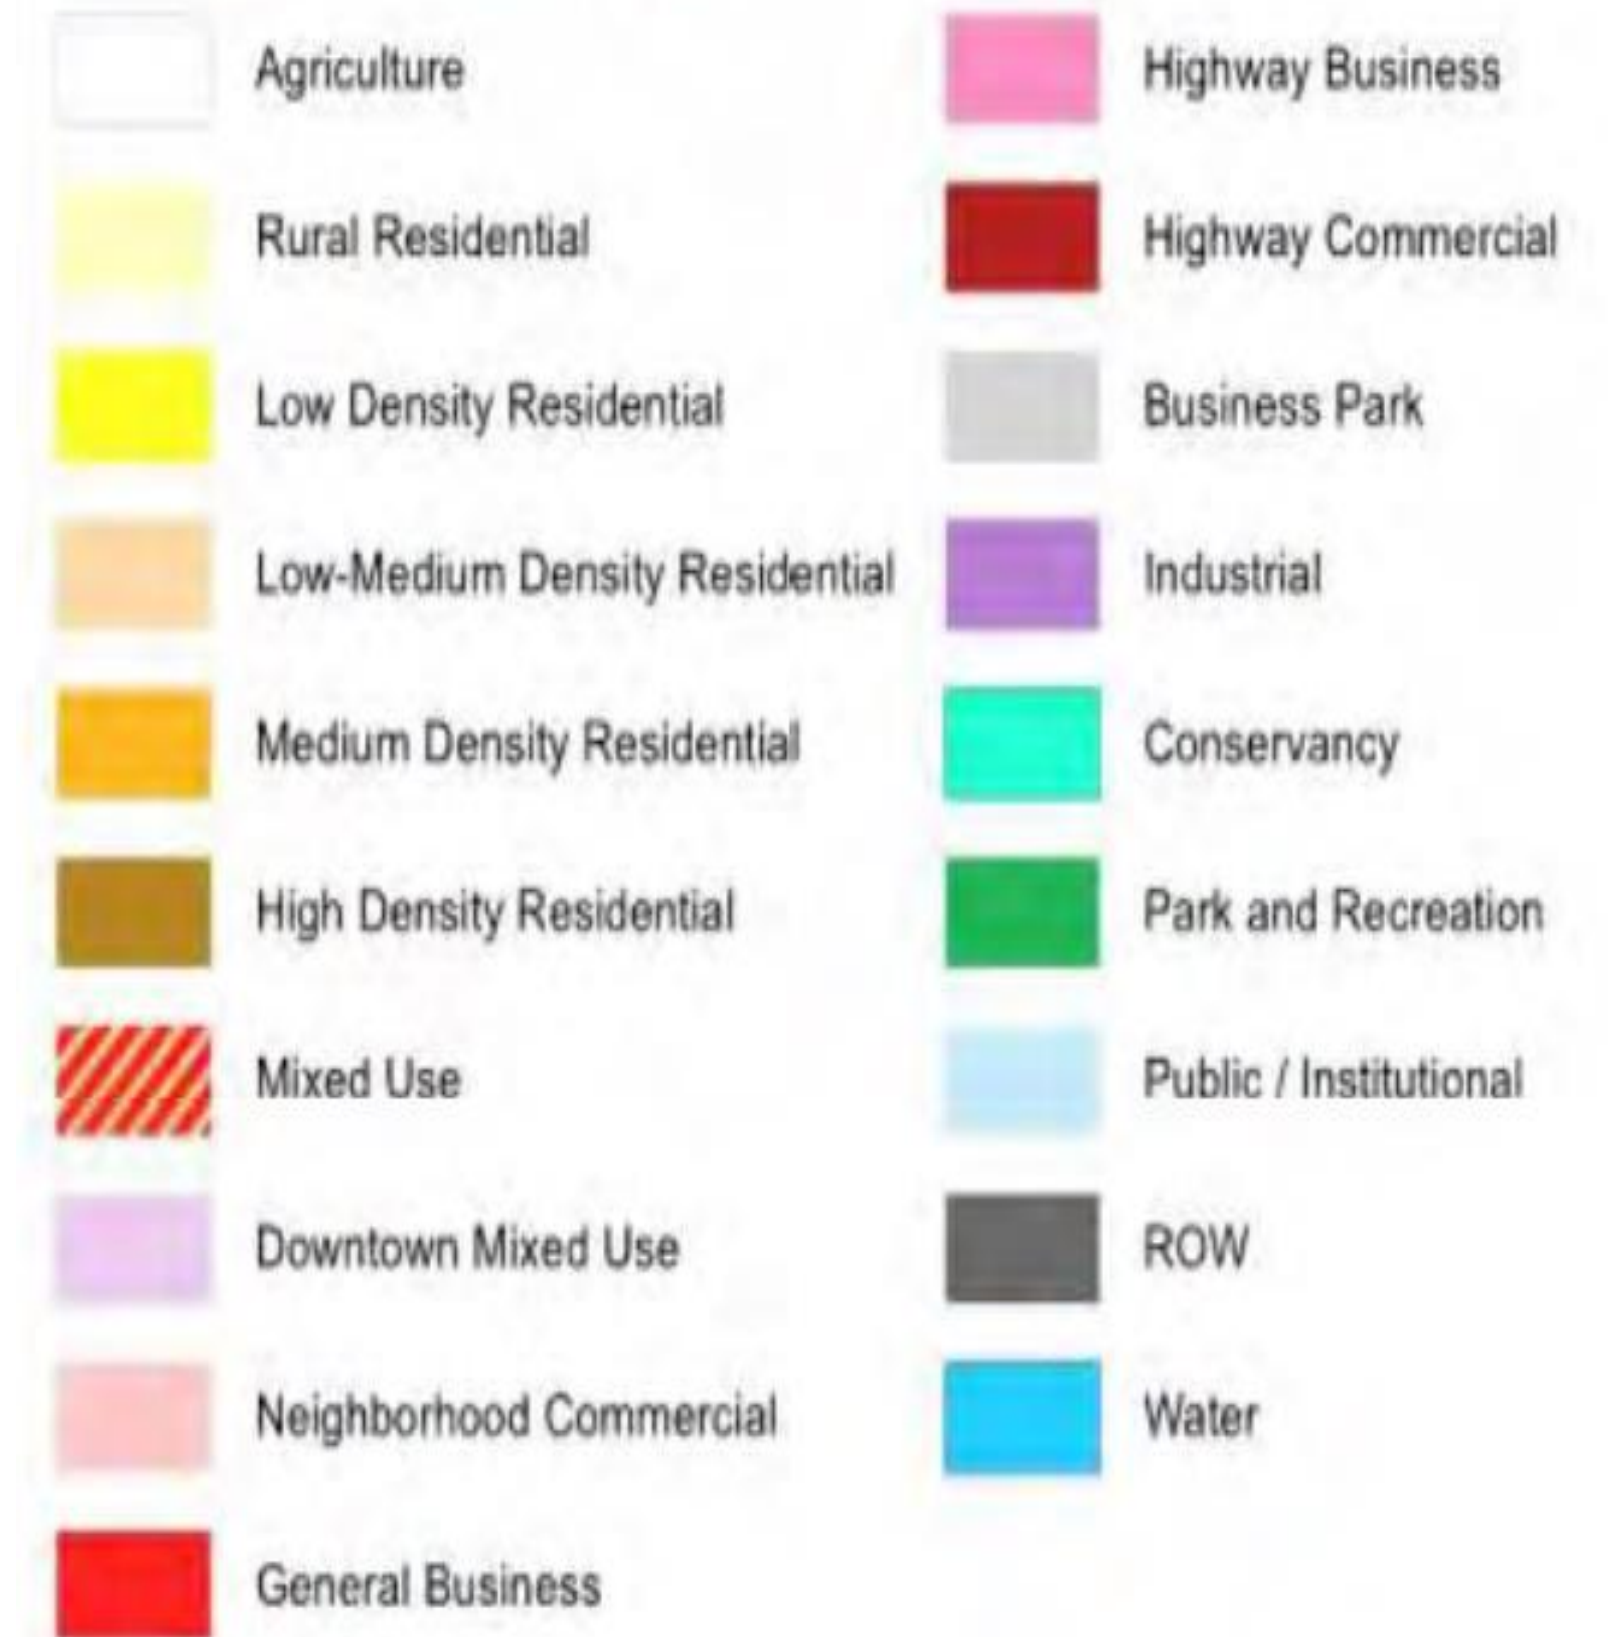 Agriculture
Rural Residential
Low Density Residential
Low-Medium Density Residential
Medium Density Residential
High Density Residential
Mixed Use
Downtown Mixed Use
Neighborhood Commercial
General Business
Highway Business
Highway Commercial
Business Park
Industrial
Conservancy
Park and Recreation
Public / Institutional
ROW
Water